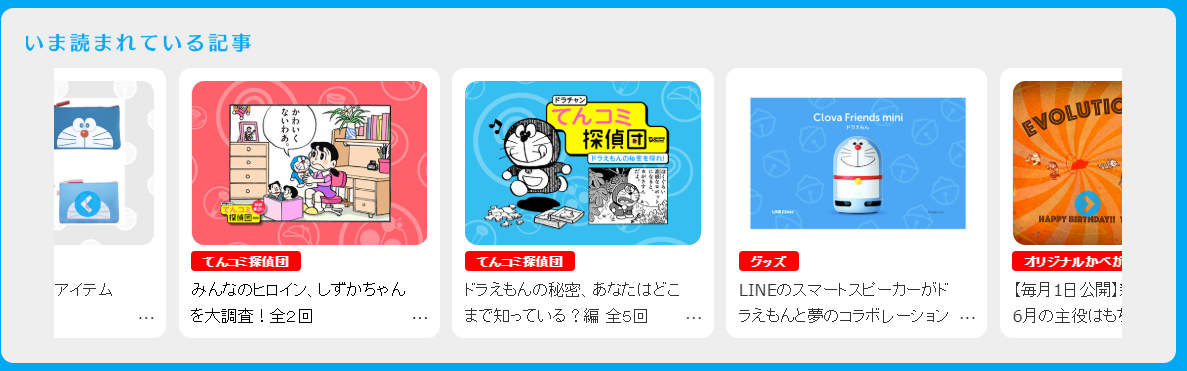 いま読まれている記事
アイテム
...
かわいく
ないわあ。
てんコミ
探偵団
てんコミ探偵団
みんなのヒロイン、しずかちゃん
を大調査！全2回
...
ドラチャン
てんコミ
探偵団
ドラえもんの秘密を探れ!
てんコミ探偵団
ドラえもんの秘密、あなたはどこ
まで知っている？編 全5回
...
Clova Friends mini
ドラえもん
LINE Clova
グッズ
LINEのスマートスピーカーがド
ラえもんと夢のコラボレーション
...
EVOLUTIO
HAPPY BIRTHDAY!!
オリジナルかべが
【毎月1日公開】
6月の主役はも